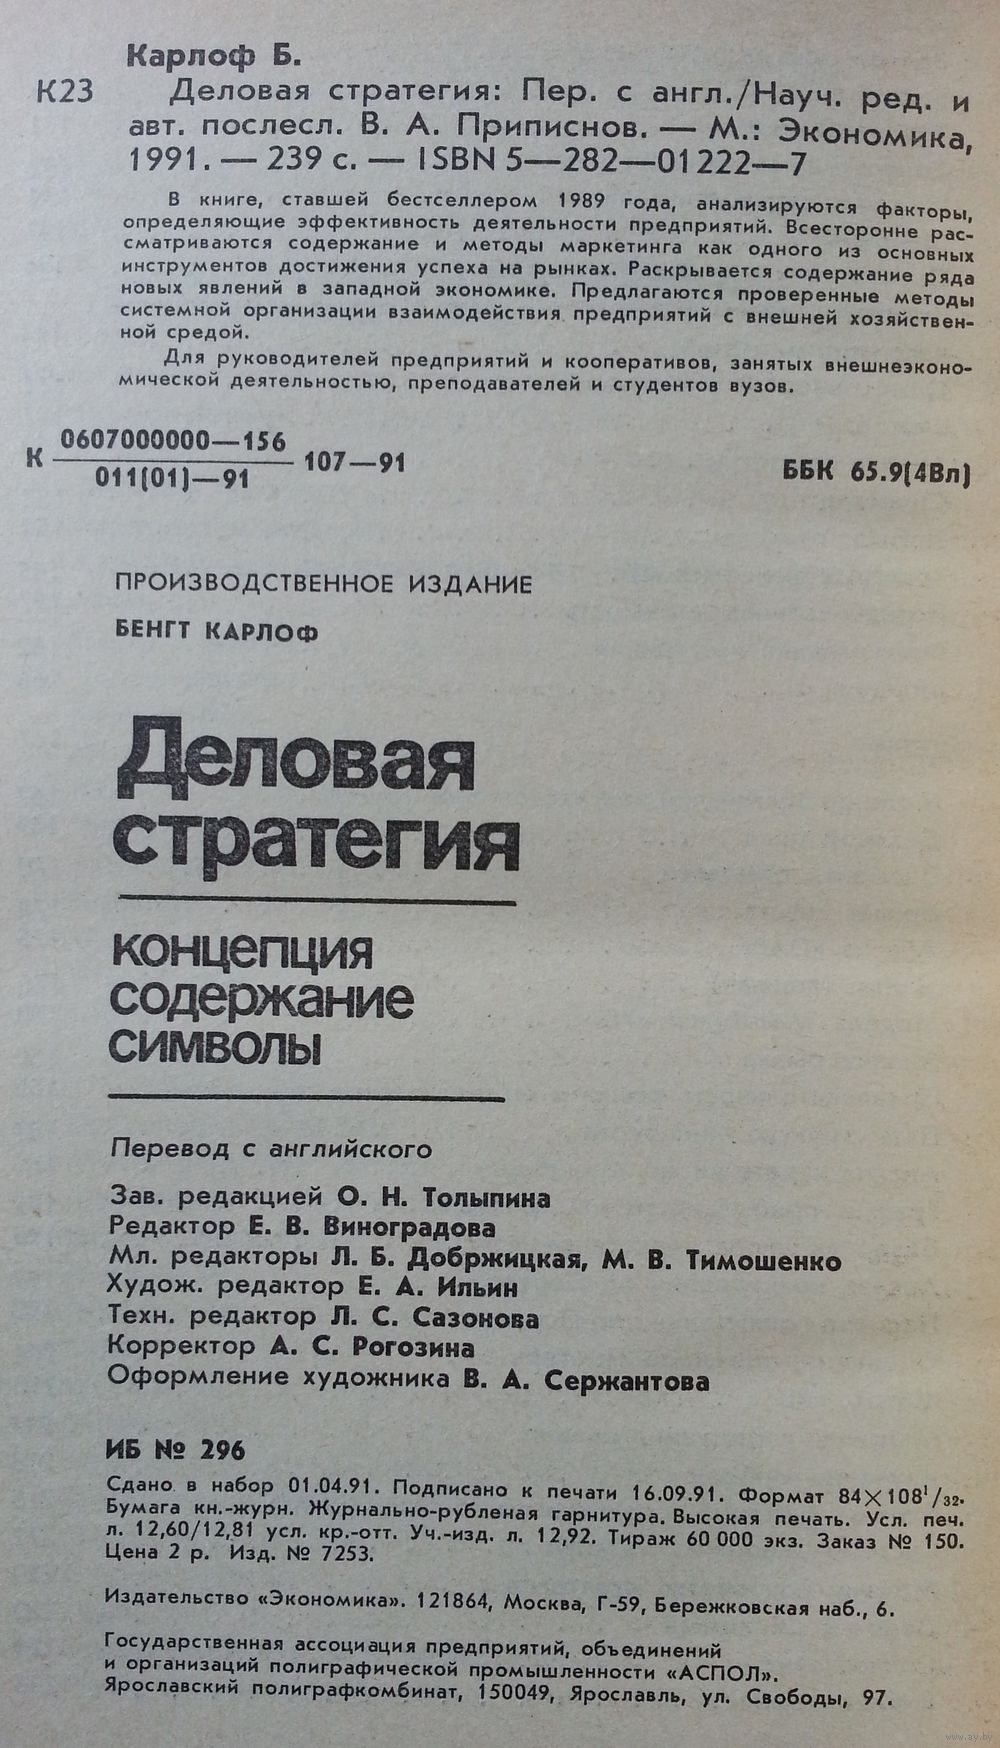 Карлоф Б.
К23 Деловая стратегия: Пер. с англ./Науч. ред. и
авт. послесл. В. А. Приписнов. — М.: Экономика,
1991. — 239 с. — ISBN 5—282—01222—7
В книге, ставшей бестселлером 1989 года, анализируются факторы,
определяющие эффективность деятельности предприятий. Всесторонне рас-
сматриваются содержание и методы маркетинга как одного из основных
инструментов достижения успеха на рынках. Раскрывается содержание ряда
новых явлений в западной экономике. Предлагаются проверенные методы
системной организации взаимодействия предприятий с внешней хозяйствен-
ной средой.
Для руководителей предприятий и кооперативов, занятых внешнеэконо-
мической деятельностью, преподавателей и студентов вузов.
0607000000—156
К 107—91
011(01)—91
ББК 65.9(4Вл)
ПРОИЗВОДСТВЕННОЕ ИЗДАНИЕ
БЕНГТ КАРЛОФ
Деловая
стратегия
концепция
содержание
символы
Перевод с английского
Зав. редакцией О. Н. Толыпина
Редактор Е. В. Виноградова
Мл. редакторы Л. Б. Добржицкая, М. В. Тимошенко
Худож. редактор Е. А. Ильин
Техн. редактор Л. С. Сазонова
Корректор А. С. Рогозина
Оформление художника В. А. Сержантова
ИБ № 296
Сдано в набор 01.04.91. Подписано к печати 16.09.91. Формат 84×108¹/₃₂.
Бумага кн.-журн. Журнально-рубленая гарнитура. Высокая печать. Усл. печ.
л. 12,60/12,81 усл. кр.-отт. Уч.-изд. л. 12,92. Тираж 60 000 экз. Заказ № 150.
Цена 2 р. Изд. № 7253.
Издательство «Экономика». 121864, Москва, Г-59, Бережковская наб., 6.
Государственная ассоциация предприятий, объединений
и организаций полиграфической промышленности «АСПОЛ».
Ярославский полиграфкомбинат, 150049, Ярославль, ул. Свободы, 97.
www.ay.by